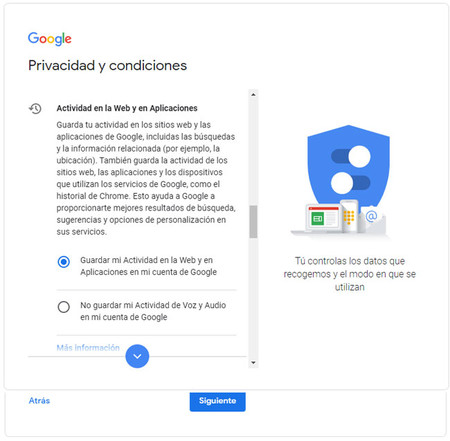 Google
Privacidad y condiciones
Actividad en la Web y en Aplicaciones
Guarda tu actividad en los sitios web y las
aplicaciones de Google, incluidas las búsquedas
y la información relacionada (por ejemplo, la
ubicación). También guarda la actividad de los
sitios web, las aplicaciones y los dispositivos
que utilizan los servicios de Google, como el
historial de Chrome. Esto ayuda a Google a
proporcionarte mejores resultados de búsqueda,
sugerencias y opciones de personalización en
sus servicios.
Guardar mi Actividad en la Web y en
Aplicaciones en mi cuenta de Google
No guardar mi Actividad de Voz y Audio
en mi cuenta de Google
Más información
Tú controlas los datos que
recogemos y el modo en que se
utilizan
Atrás
Siguiente